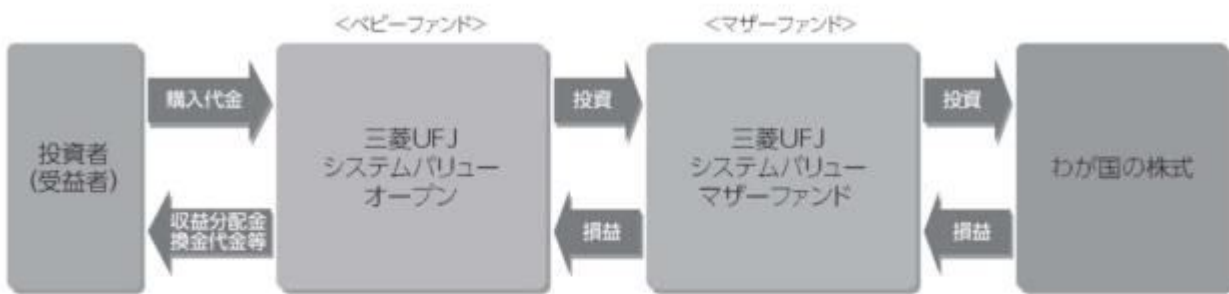 <ベビーファンド>
<マザーファンド>
購入代金
投資
投資
投資者
(受益者)
三菱UFJ
システムバリュー
オープン
三菱UFJ
システムバリュー
マザーファンド
わが国の株式
収益分配金
換金代金等
損益
損益